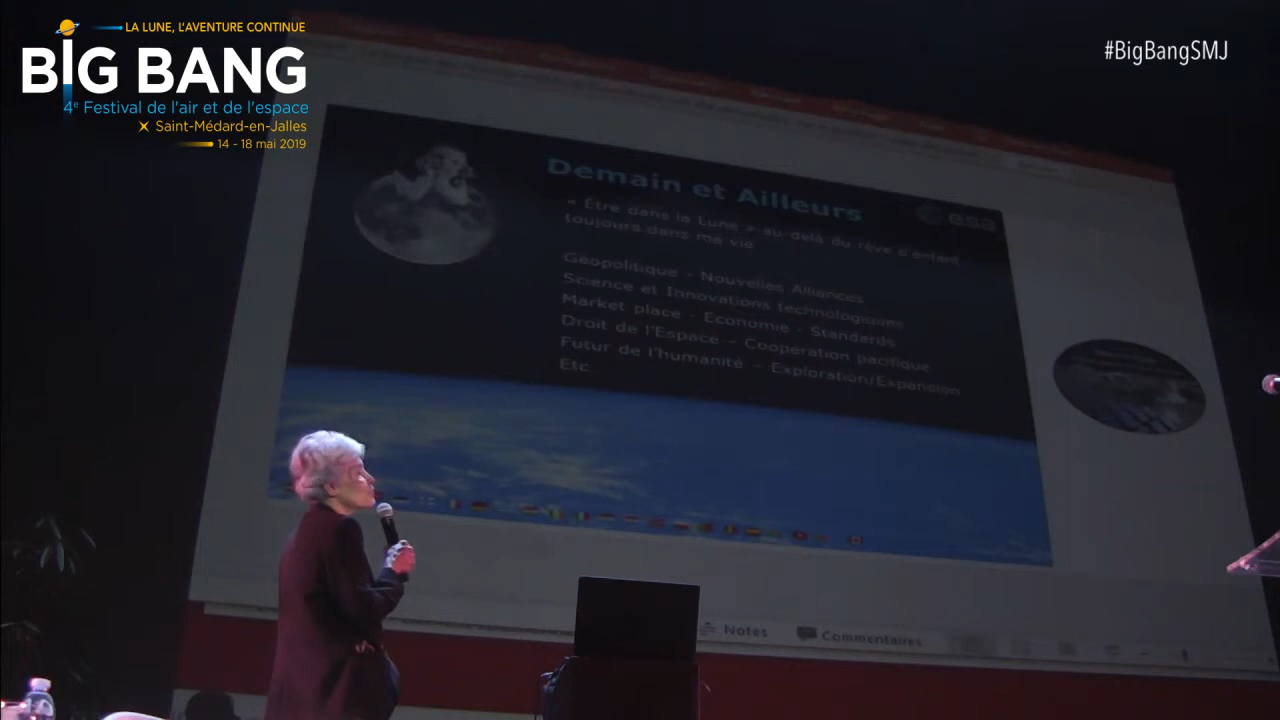 LA LUNE, L'AVENTURE CONTINUE
BIG BANG
4e Festival de l'air et de l'espace
Saint-Médard-en-Jalles
14 - 18 mai 2019
#BigBangSMJ
Demain et Ailleurs
esa
« Être dans la Lune » au-delà du rêve d'enfant
toujours dans ma vie
Géopolitique - Nouvelles Alliances
Science et Innovations technologiques
Market place - Economie - Standards
Droit de l'Espace – Coopération pacifique
Futur de l'humanité – Exploration/Expansion
Etc
Notes
Commentaires